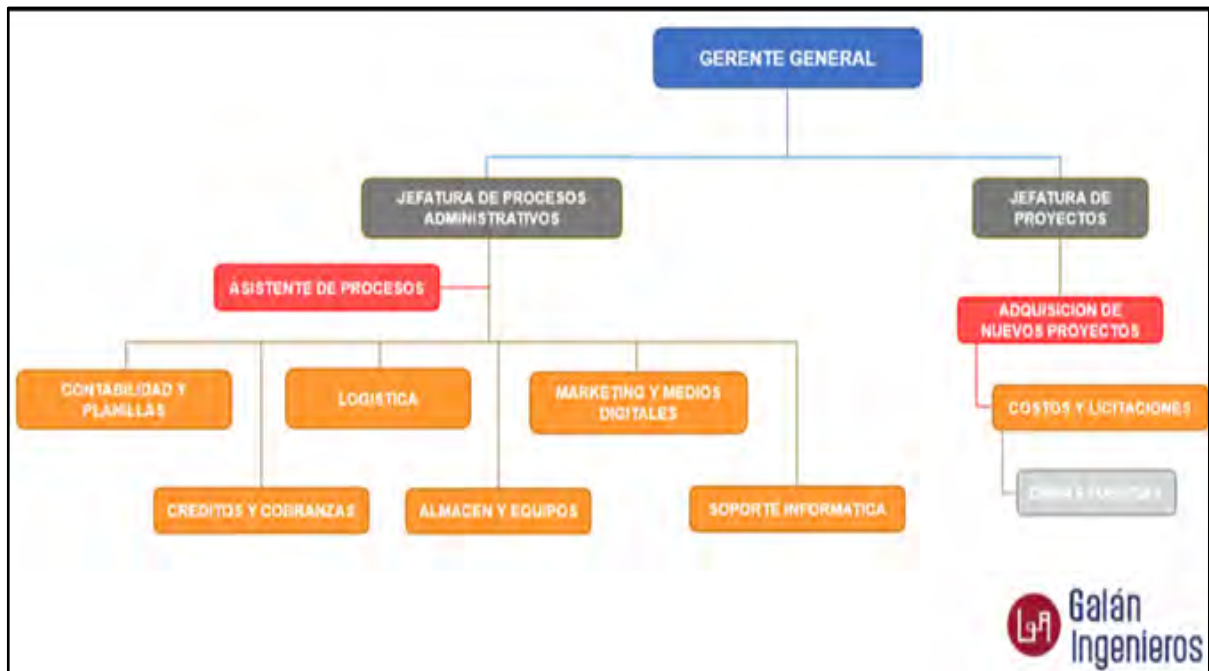 GERENTE GENERAL
JEFATURA DE PROCESOS
ADMINISTRATIVOS
JEFATURA DE
PROYECTOS
ASISTENTE DE PROCESOS
ADQUISICION DE
NUEVOS PROYECTOS
CONTABILIDAD Y
PLANILLAS
LOGISTICA
MARKETING Y MEDIOS
DIGITALES
COSTOS Y LICITACIONES
CREDITOS Y COBRANZAS
ALMACEN Y EQUIPOS
SOPORTE INFORMATICA
Galán
Ingenieros